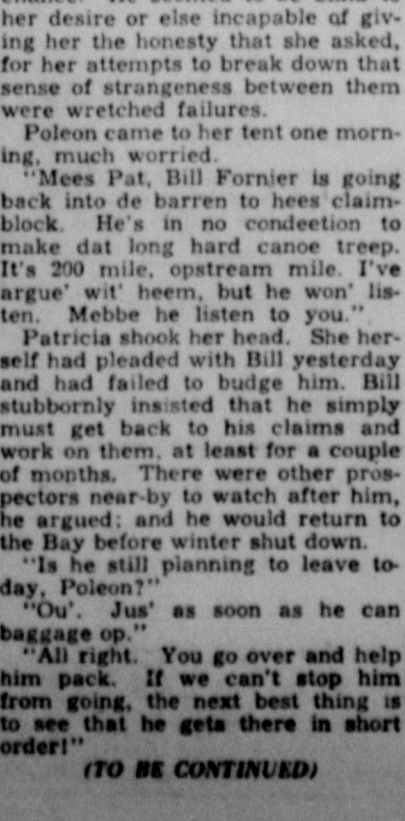 her desire or else incapable of giv-
ing her the honesty that she asked,
for her attempts to break down that
sense of strangeness between them
were wretched failures.
Poleon came to her tent one morn-
ing, much worried.
"Mees Pat, Bill Fornier is going
back into de barren to hees claim-
block. He's in no condeetion to
make dat long hard canoe treep.
It's 200 mile, opstream mile. I've
argue' wit' heem, but he won' lis-
ten. Mebbe he listen to you."
Patricia shook her head. She her-
self had pleaded with Bill yesterday
and had failed to budge him. Bill
stubbornly insisted that he simply
must get back to his claims and
work on them, at least for a couple
of months. There were other pros-
pectors near-by to watch after him,
he argued; and he would return to
the Bay before winter shut down.
"Is he still planning to leave to-
day, Poleon?"
"Ou'. Jus' as soon as he can
baggage op."
"All right. You go over and help
him pack. If we can't stop him
from going, the next best thing is
to see that he gets there in short
order!"
(TO BE CONTINUED)